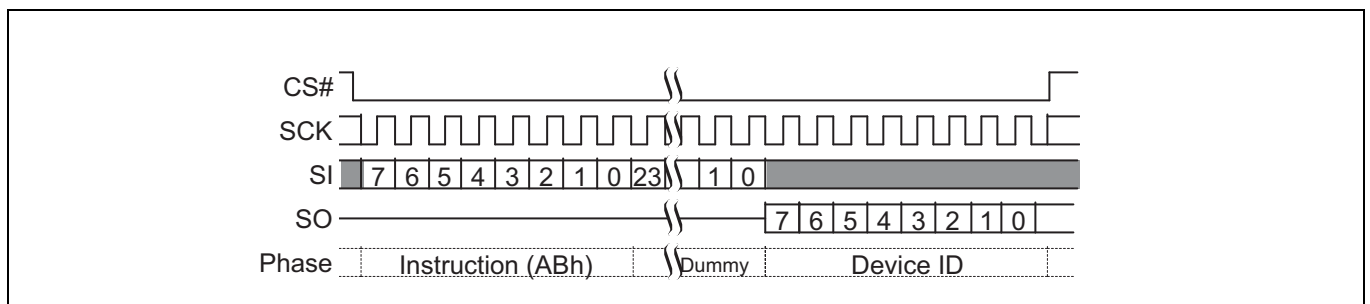 CS#
SCK
SI 7 6 5 4 3 2 1 0 23 1 0
SO 7 6 5 4 3 2 1 0
Phase Instruction (ABh) Dummy Device ID